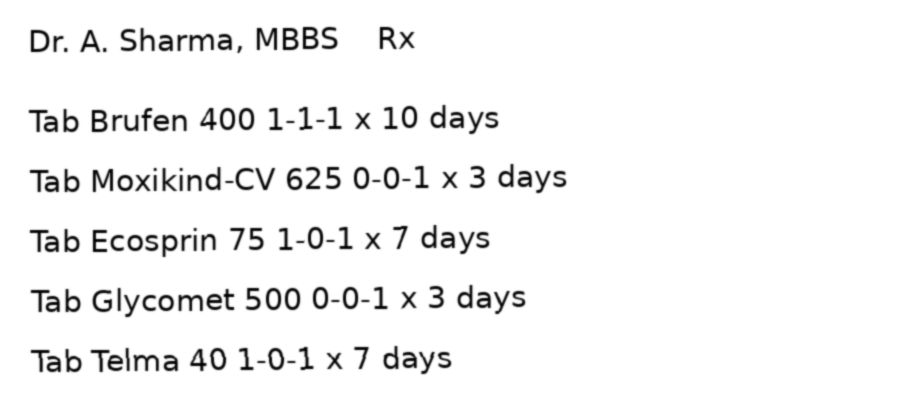 Dr. A. Sharma, MBBS    Rx
Tab Brufen 400 1-1-1 x 10 days
Tab Moxikind-CV 625 0-0-1 x 3 days
Tab Ecosprin 75 1-0-1 x 7 days
Tab Glycomet 500 0-0-1 x 3 days
Tab Telma 40 1-0-1 x 7 days